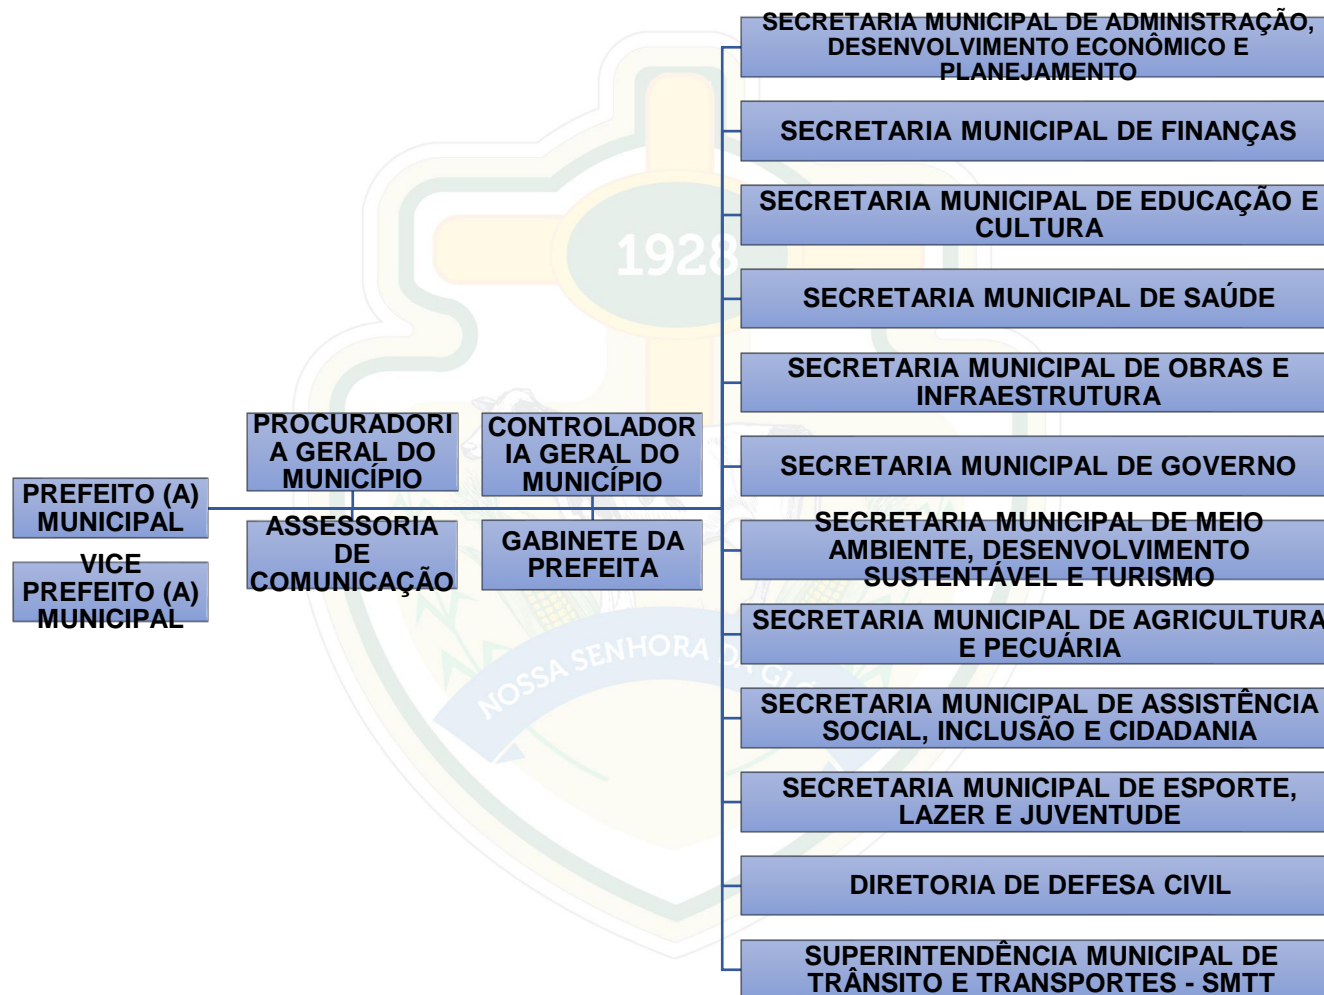 PREFEITO (A)
MUNICIPAL
VICE
PREFEITO (A)
MUNICIPAL
PROCURADORI
A GERAL DO
MUNICÍPIO
ASSESSORIA
DE
COMUNICAÇÃO
CONTROLADOR
IA GERAL DO
MUNICÍPIO
GABINETE DA
PREFEITA
SECRETARIA MUNICIPAL DE ADMINISTRAÇÃO,
DESENVOLVIMENTO ECONÔMICO E
PLANEJAMENTO
SECRETARIA MUNICIPAL DE FINANÇAS
SECRETARIA MUNICIPAL DE EDUCAÇÃO E
CULTURA
SECRETARIA MUNICIPAL DE SAÚDE
SECRETARIA MUNICIPAL DE OBRAS E
INFRAESTRUTURA
SECRETARIA MUNICIPAL DE GOVERNO
SECRETARIA MUNICIPAL DE MEIO
AMBIENTE, DESENVOLVIMENTO
SUSTENTÁVEL E TURISMO
SECRETARIA MUNICIPAL DE AGRICULTURA
E PECUÁRIA
SECRETARIA MUNICIPAL DE ASSISTÊNCIA
SOCIAL, INCLUSÃO E CIDADANIA
SECRETARIA MUNICIPAL DE ESPORTE,
LAZER E JUVENTUDE
DIRETORIA DE DEFESA CIVIL
SUPERINTENDÊNCIA MUNICIPAL DE
TRÂNSITO E TRANSPORTES - SMTT
1928
NOSSA SENHORA DA